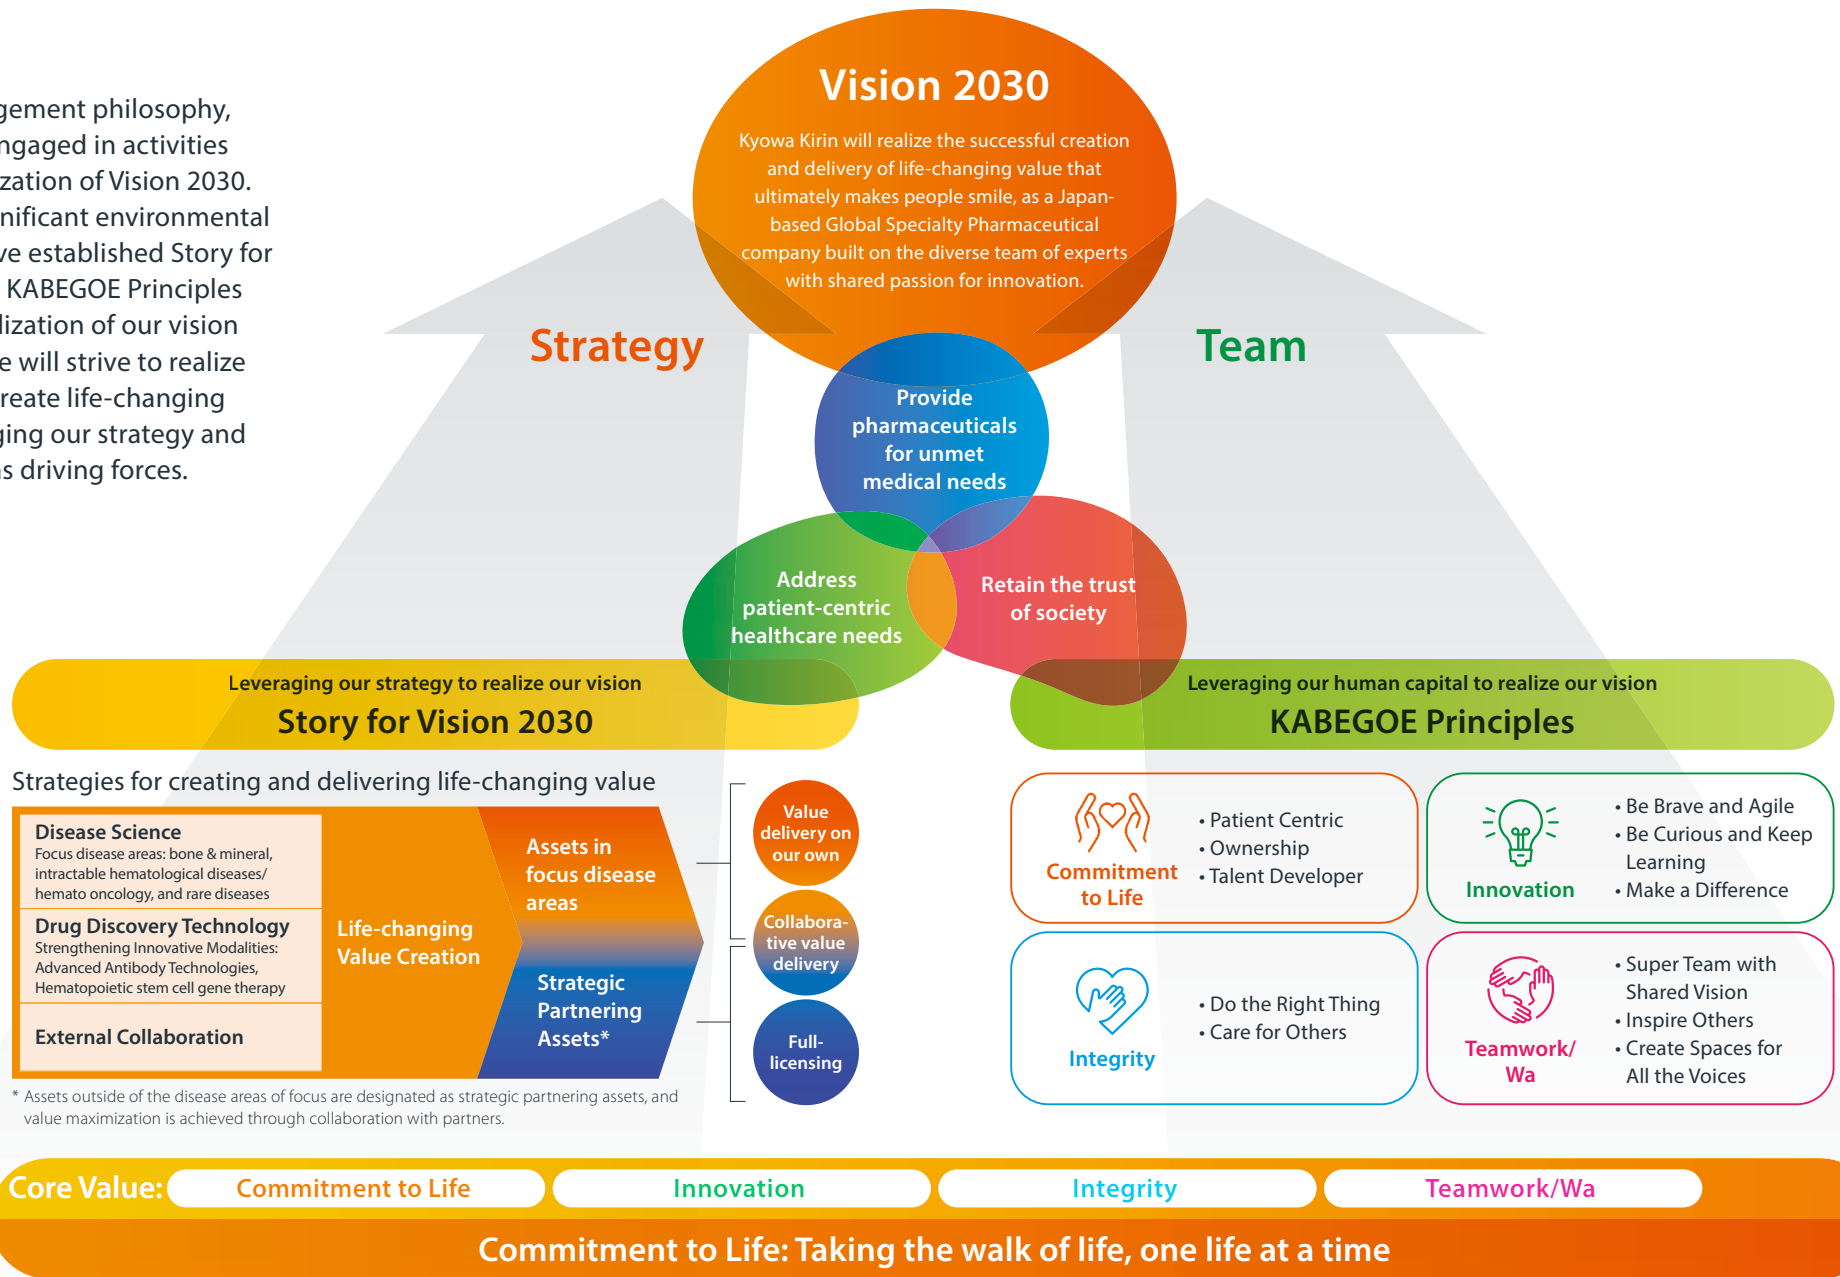 gement philosophy,
ngaged in activities
zation of Vision 2030.
nificant environmental
ve established Story for
KABEGOE Principles
lization of our vision
e will strive to realize
reate life-changing
ging our strategy and
s driving forces.
Vision 2030
Kyowa Kirin will realize the successful creation
and delivery of life-changing value that
ultimately makes people smile, as a Japan-
based Global Specialty Pharmaceutical
company built on the diverse team of experts
with shared passion for innovation.
Strategy
Team
Provide
pharmaceuticals
for unmet
medical needs
Address
patient-centric
healthcare needs
Retain the trust
of society
Leveraging our strategy to realize our vision
Story for Vision 2030
Strategies for creating and delivering life-changing value
Disease Science
Focus disease areas: bone & mineral,
intractable hematological diseases/
hemato oncology, and rare diseases
Drug Discovery Technology
Strengthening Innovative Modalities:
Advanced Antibody Technologies,
Hematopoietic stem cell gene therapy
External Collaboration
Life-changing
Value Creation
Assets in
focus disease
areas
Strategic
Partnering
Assets*
Value
delivery on
our own
Collabora-
tive value
delivery
Full-
licensing
* Assets outside of the disease areas of focus are designated as strategic partnering assets, and
value maximization is achieved through collaboration with partners.
Leveraging our human capital to realize our vision
KABEGOE Principles
Commitment
to Life
• Patient Centric
• Ownership
• Talent Developer
Innovation
• Be Brave and Agile
• Be Curious and Keep
Learning
• Make a Difference
Integrity
• Do the Right Thing
• Care for Others
Teamwork/
Wa
• Super Team with
Shared Vision
• Inspire Others
• Create Spaces for
All the Voices
Core Value: Commitment to Life Innovation Integrity Teamwork/Wa
Commitment to Life: Taking the walk of life, one life at a time